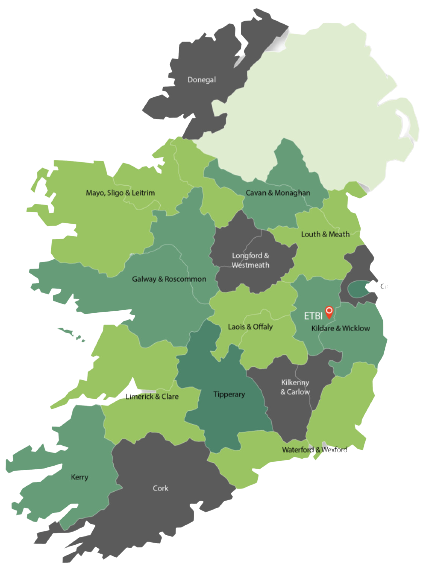 Donegal
Mayo, Sligo & Leitrim
Cavan & Monaghan
Louth & Meath
Longford &
Westmeath
Galway & Roscommon
ETBI
Laois & Offaly
Kildare & Wicklow
Kilkenny
& Carlow
Limerick & Clare
Tipperary
Waterford & Wexford
Kerry
Cork